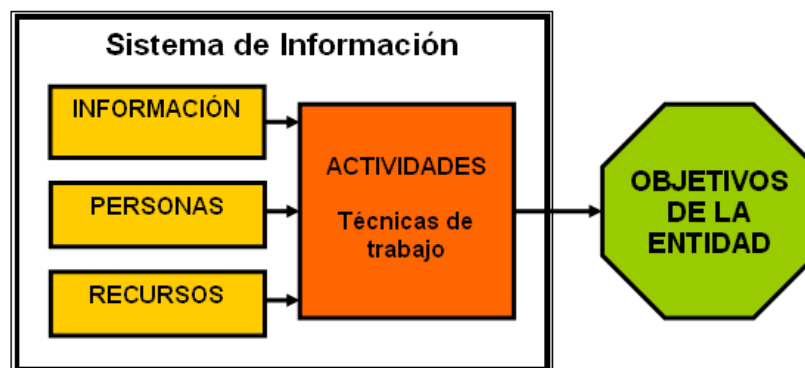 Sistema de Información
INFORMACIÓN
PERSONAS
RECURSOS
ACTIVIDADES
Técnicas de
trabajo
OBJETIVOS
DE LA
ENTIDAD